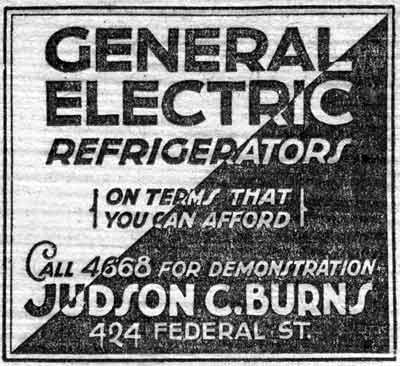 GENERAL
ELECTRIC
REFRIGERATORS
ON TERMS THAT
YOU CAN AFFORD
CALL 4668 FOR DEMONSTRATION
JUDSON C. BURNS
424 FEDERAL ST.